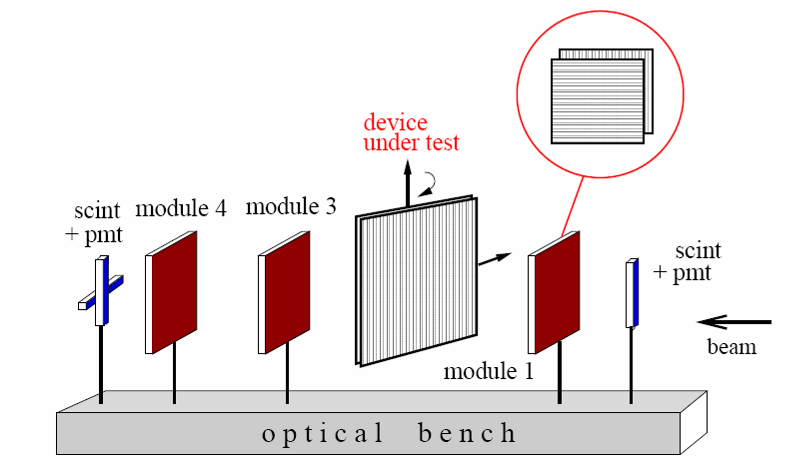 device
under test
scint
+ pmt
module 4
module 3
scint
+ pmt
module 1
beam
optical bench